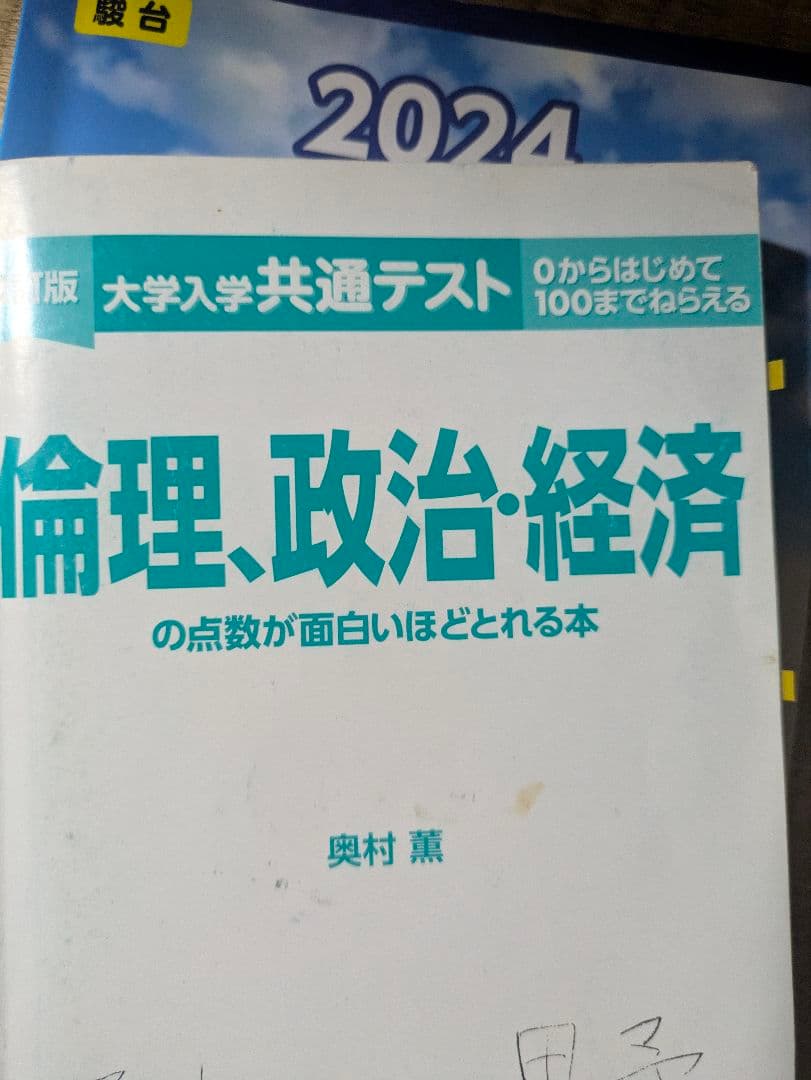 駿台
2024
訂版
大学入学共通テスト
0からはじめて
100までねらえる
倫理、政治・経済
の点数が面白いほどとれる本
奥村 薫